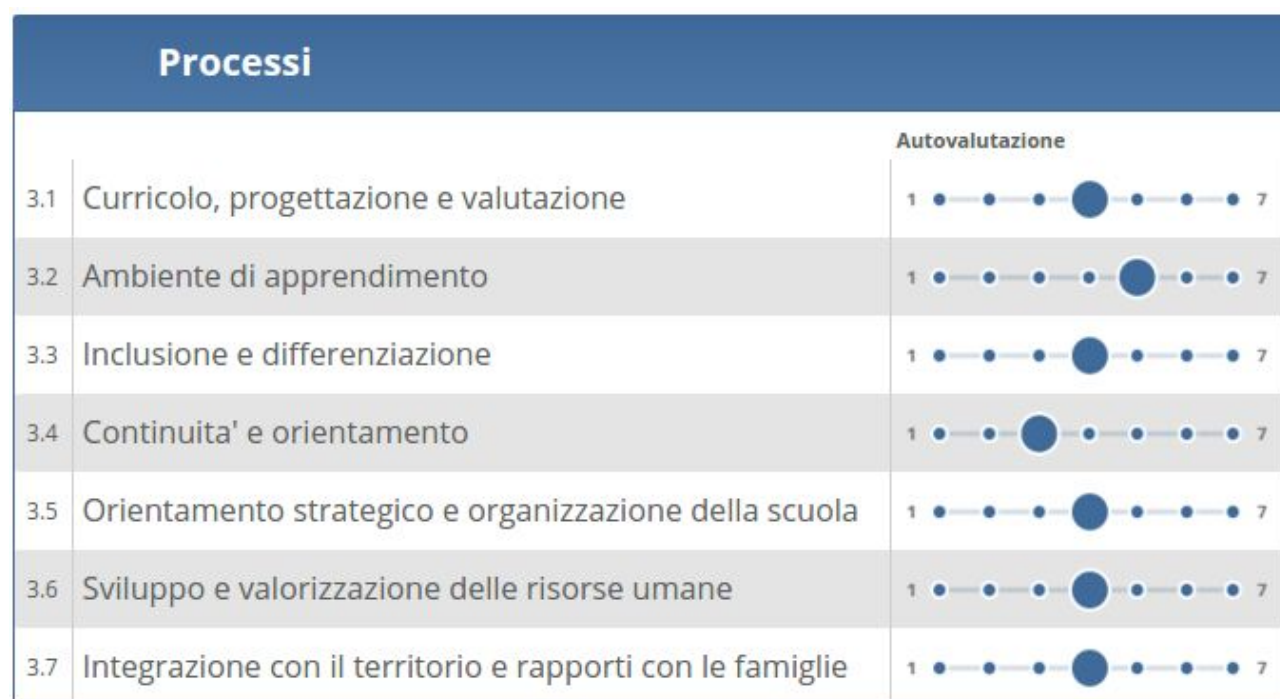 Processi
Autovalutazione
3.1 Curricolo, progettazione e valutazione 1 7
3.2 Ambiente di apprendimento 1 7
3.3 Inclusione e differenziazione 1 7
3.4 Continuita' e orientamento 1 7
3.5 Orientamento strategico e organizzazione della scuola 1 7
3.6 Sviluppo e valorizzazione delle risorse umane 1 7
3.7 Integrazione con il territorio e rapporti con le famiglie 1 7